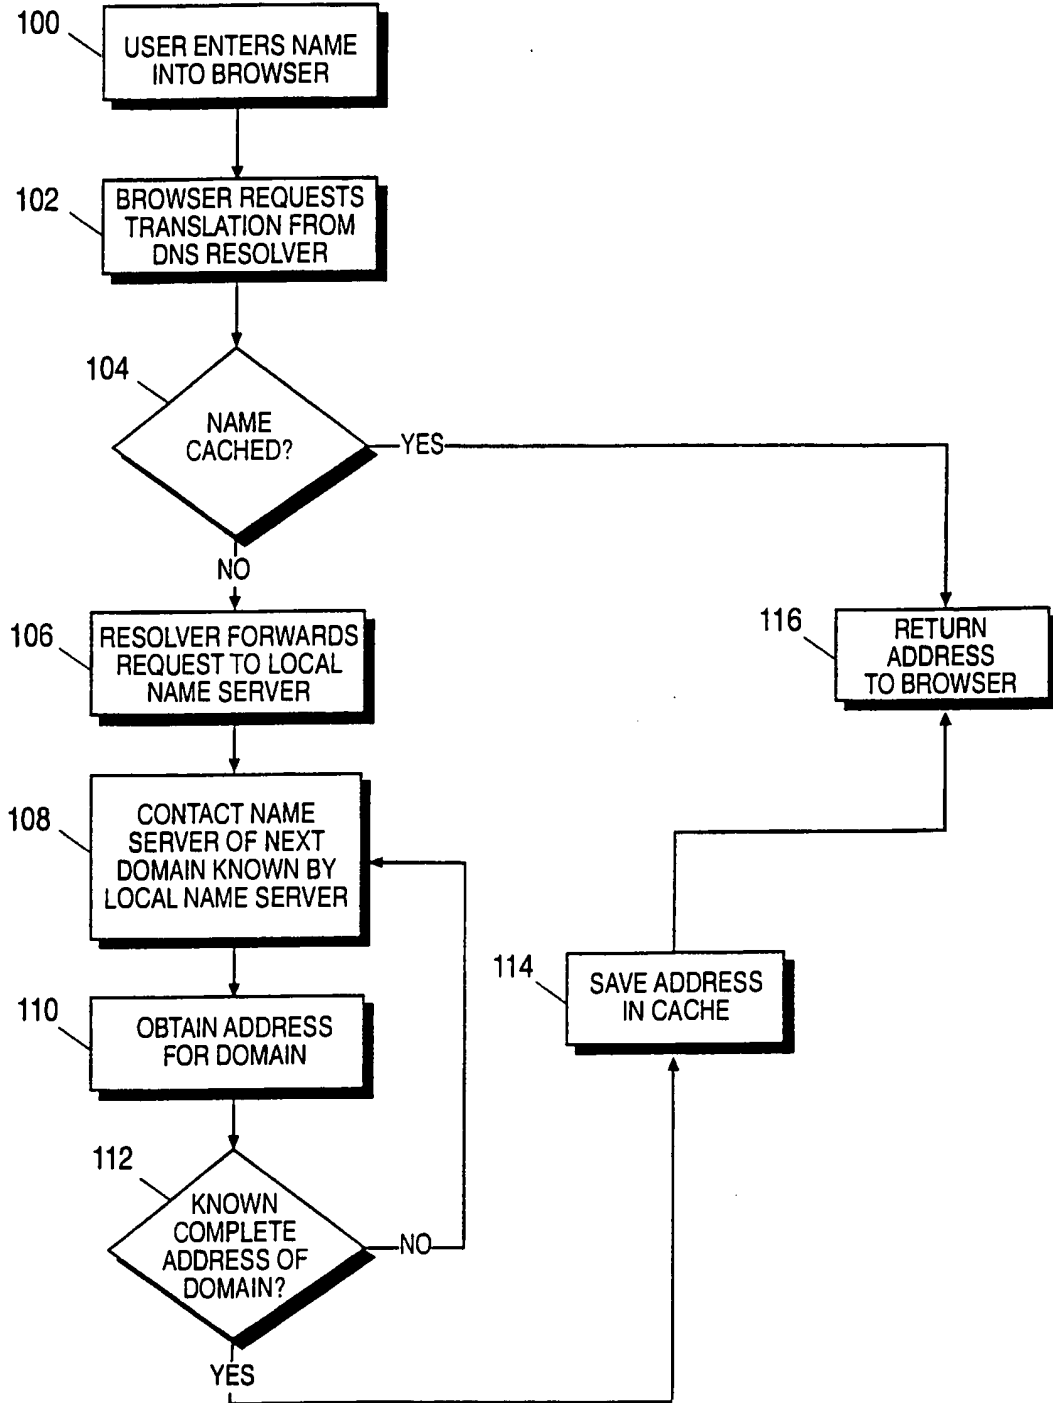 100
USER ENTERS NAME
INTO BROWSER
102
BROWSER REQUESTS
TRANSLATION FROM
DNS RESOLVER
104
NAME
CACHED?
YES
NO
106
RESOLVER FORWARDS
REQUEST TO LOCAL
NAME SERVER
116
RETURN
ADDRESS
TO BROWSER
108
CONTACT NAME
SERVER OF NEXT
DOMAIN KNOWN BY
LOCAL NAME SERVER
114
SAVE ADDRESS
IN CACHE
110
OBTAIN ADDRESS
FOR DOMAIN
112
KNOWN
COMPLETE
ADDRESS OF
DOMAIN?
NO
YES